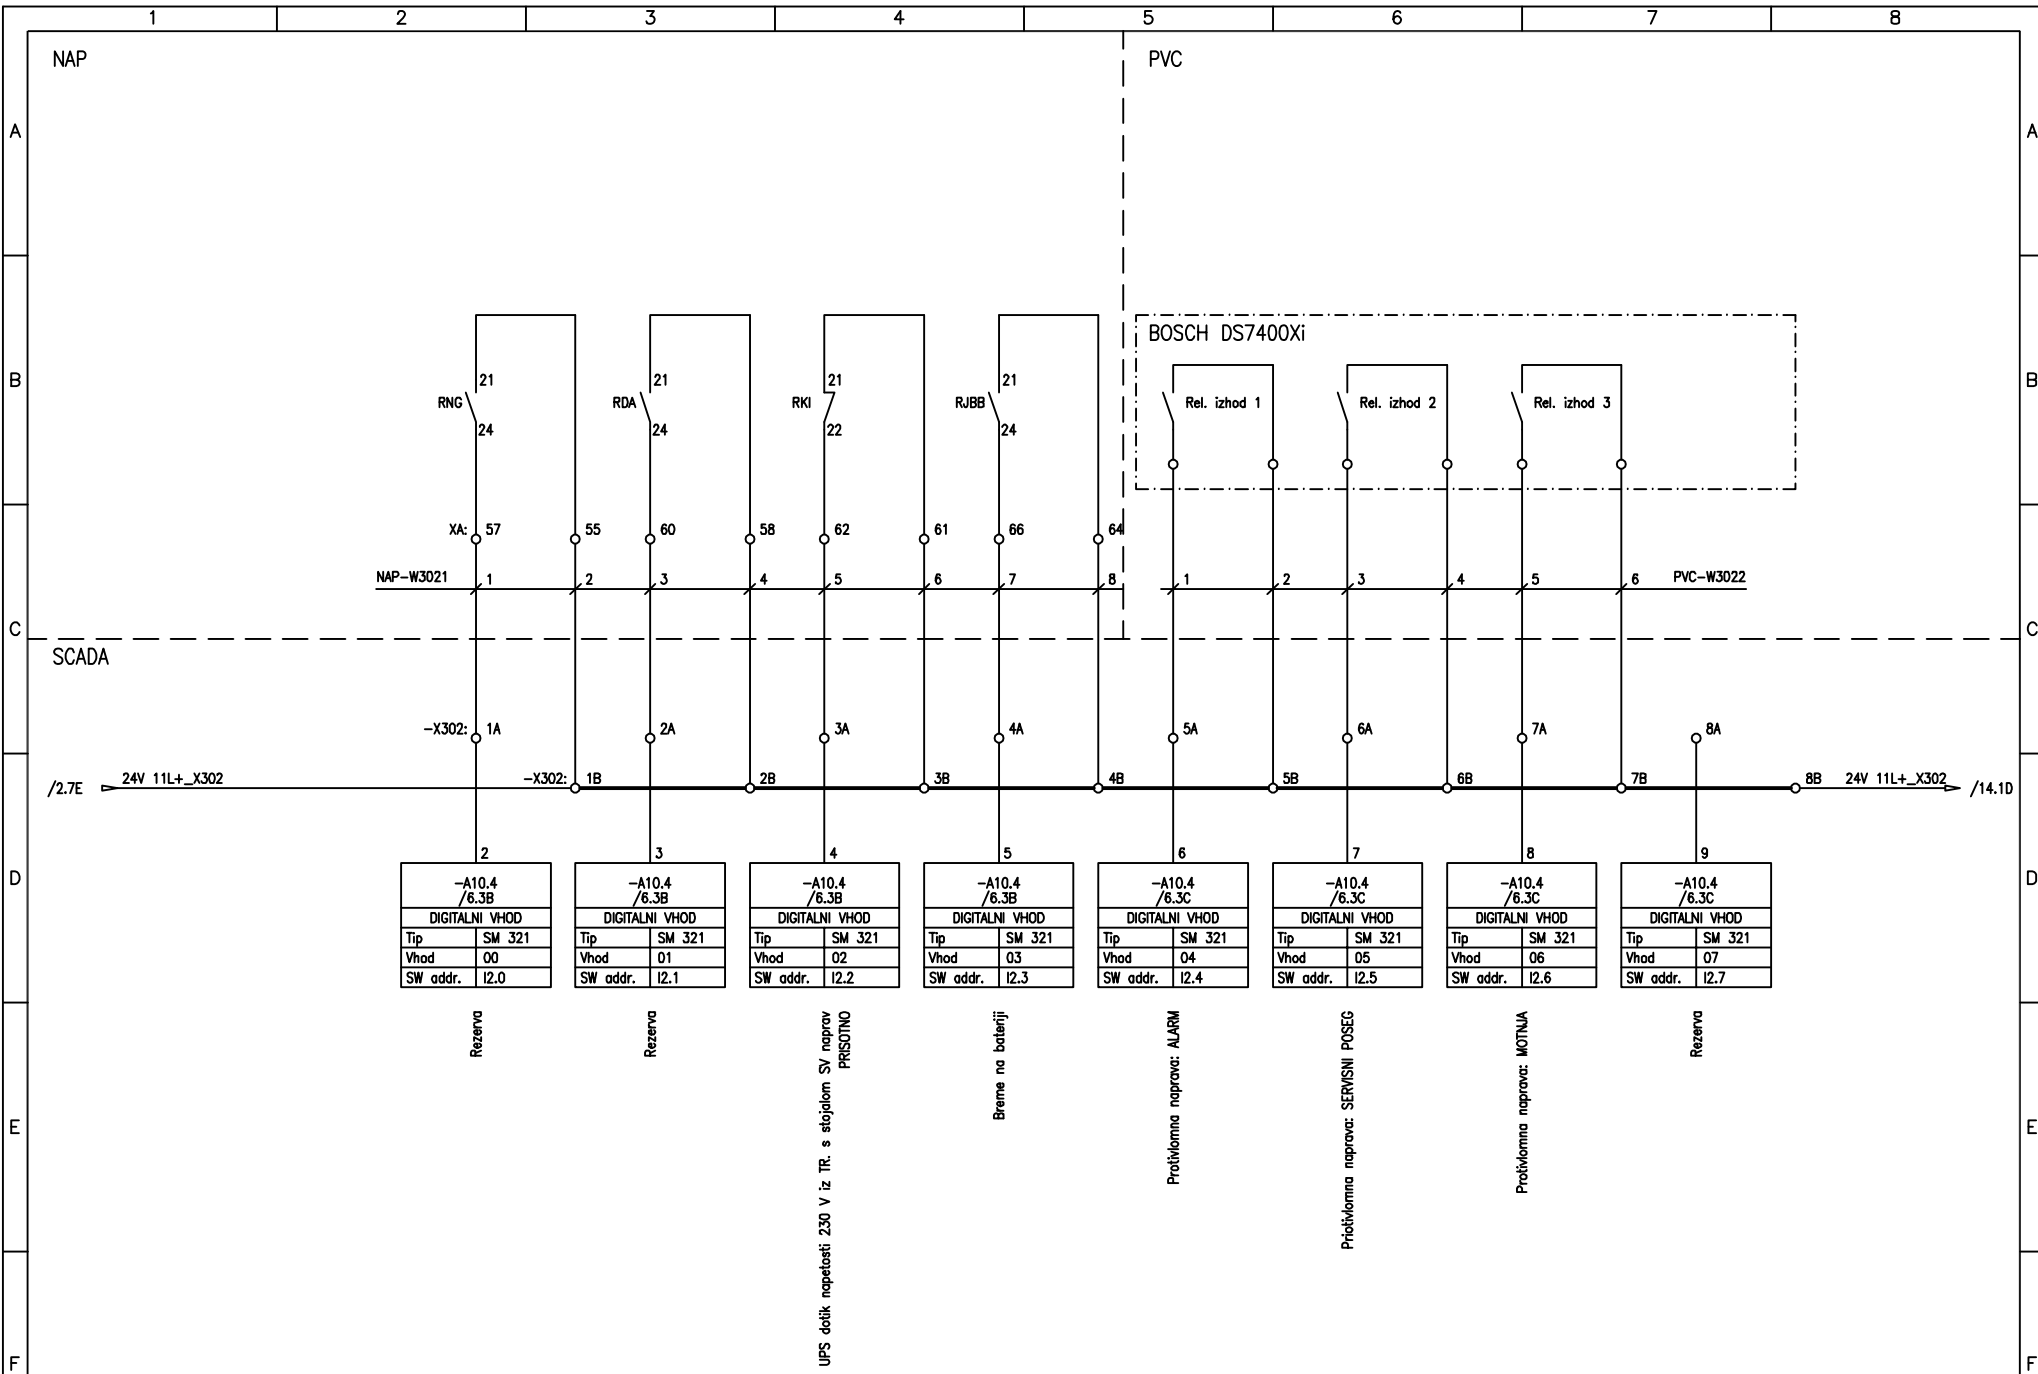 1 2 3 4 5 6 7 8
NAP
PVC
A A
BOSCH DS7400Xi
B B
21 21 21 21
RNG RDA RKI RJBB Rel. izhod 1 Rel. izhod 2 Rel. izhod 3
24 24 22 24
XA: 57 55 60 58 62 61 66 64
NAP-W3021 1 2 3 4 5 6 7 8 1 2 3 4 5 6 PVC-W3022
C C
SCADA
-X302: 1A 2A 3A 4A 5A 6A 7A 8A
/2.7E 24V 11L+_X302 -X302: 1B 2B 3B 4B 5B 6B 7B 8B 24V 11L+_X302 /14.1D
2 3 4 5 6 7 8 9
D D
-A10.4 -A10.4 -A10.4 -A10.4 -A10.4 -A10.4 -A10.4 -A10.4
/6.3B /6.3B /6.3B /6.3B /6.3C /6.3C /6.3C /6.3C
DIGITALNI VHOD DIGITALNI VHOD DIGITALNI VHOD DIGITALNI VHOD DIGITALNI VHOD DIGITALNI VHOD DIGITALNI VHOD DIGITALNI VHOD
Tip SM 321 Tip SM 321 Tip SM 321 Tip SM 321 Tip SM 321 Tip SM 321 Tip SM 321 Tip SM 321
Vhod 00 Vhod 01 Vhod 02 Vhod 03 Vhod 04 Vhod 05 Vhod 06 Vhod 07
SW addr. I2.0 SW addr. I2.1 SW addr. I2.2 SW addr. I2.3 SW addr. I2.4 SW addr. I2.5 SW addr. I2.6 SW addr. I2.7
Rezerva
Rezerva
UPS dotik napetosti 230 V iz TR. s stojalom SV naprav
PRISOTNO
Breme na bateriji
Protivlomna naprava: ALARM
Priotivlomna naprava: SERVISNI POSEG
Protivlomna naprava: MOTNJA
Rezerva
E E
F F